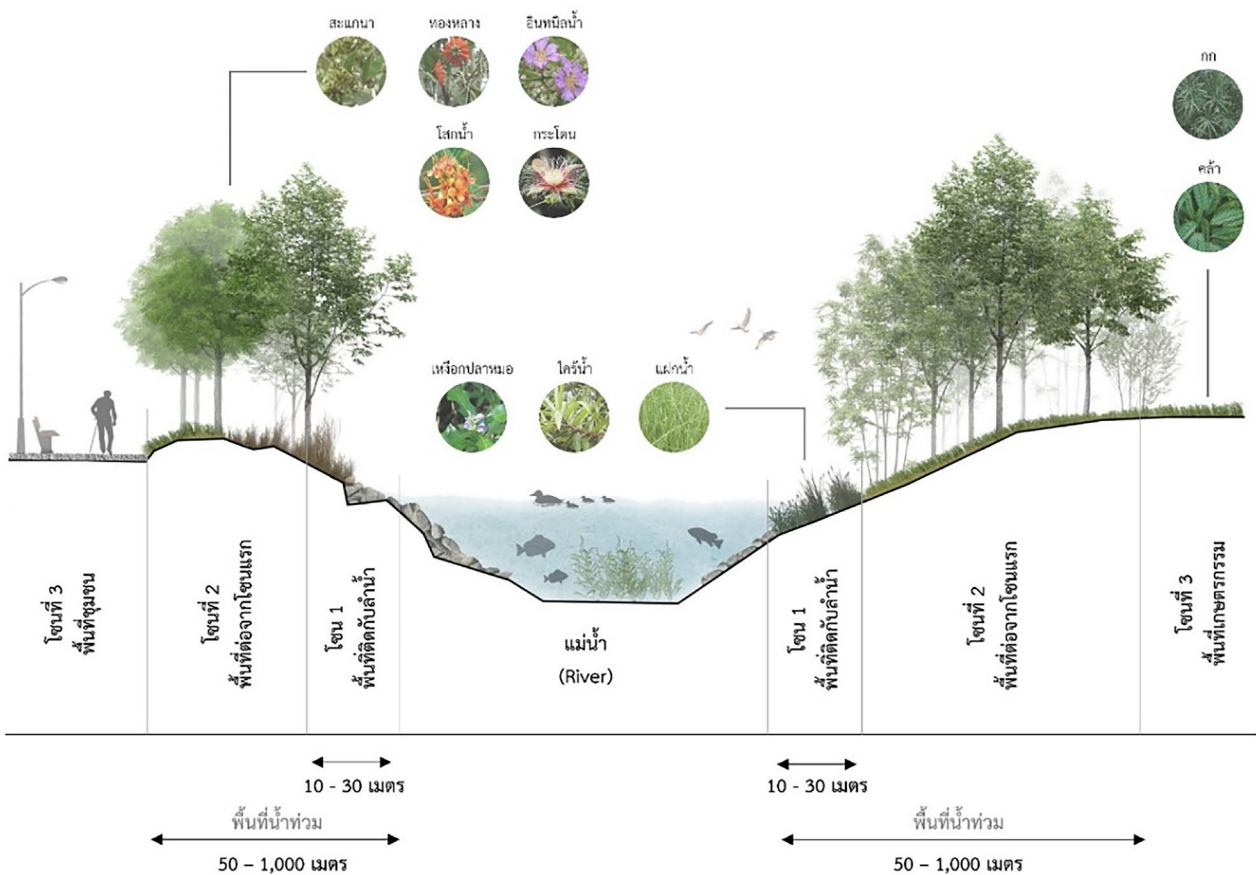 สะแกนา
ทองหลาง
อินทนิลน้ำ
โสกน้ำ
กระโดน
กก
คล้า
เหงือกปลาหมอ
ใคร้น้ำ
แฝกน้ำ
โซนที่ 3
พื้นที่ชุมชน
โซนที่ 2
พื้นที่ต่อจากโซนแรก
โซน 1
พื้นที่ติดกับลำน้ำ
แม่น้ำ
(River)
โซน 1
พื้นที่ติดกับลำน้ำ
โซนที่ 2
พื้นที่ต่อจากโซนแรก
โซนที่ 3
พื้นที่เกษตรกรรม
10 - 30 เมตร
10 - 30 เมตร
พื้นที่น้ำท่วม
พื้นที่น้ำท่วม
50 – 1,000 เมตร
50 – 1,000 เมตร